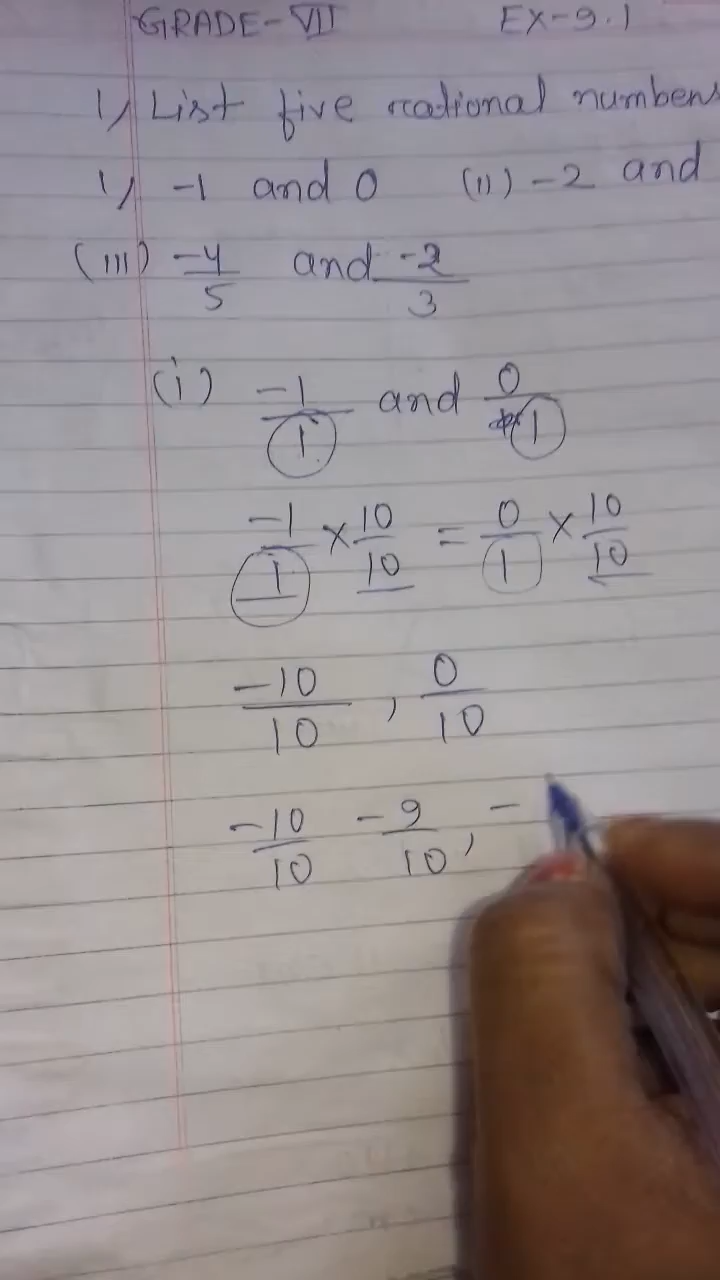 GRADE-VII EX-9.1
1) List five rational numbers
1) -1 and 0 (ii) -2 and
(iii) -4/5 and -2/3
(i) -1/1 and 0/1
-1/1 × 10/10 = 0/1 × 10/10
-10/10 , 0/10
-10/10 -9/10, -